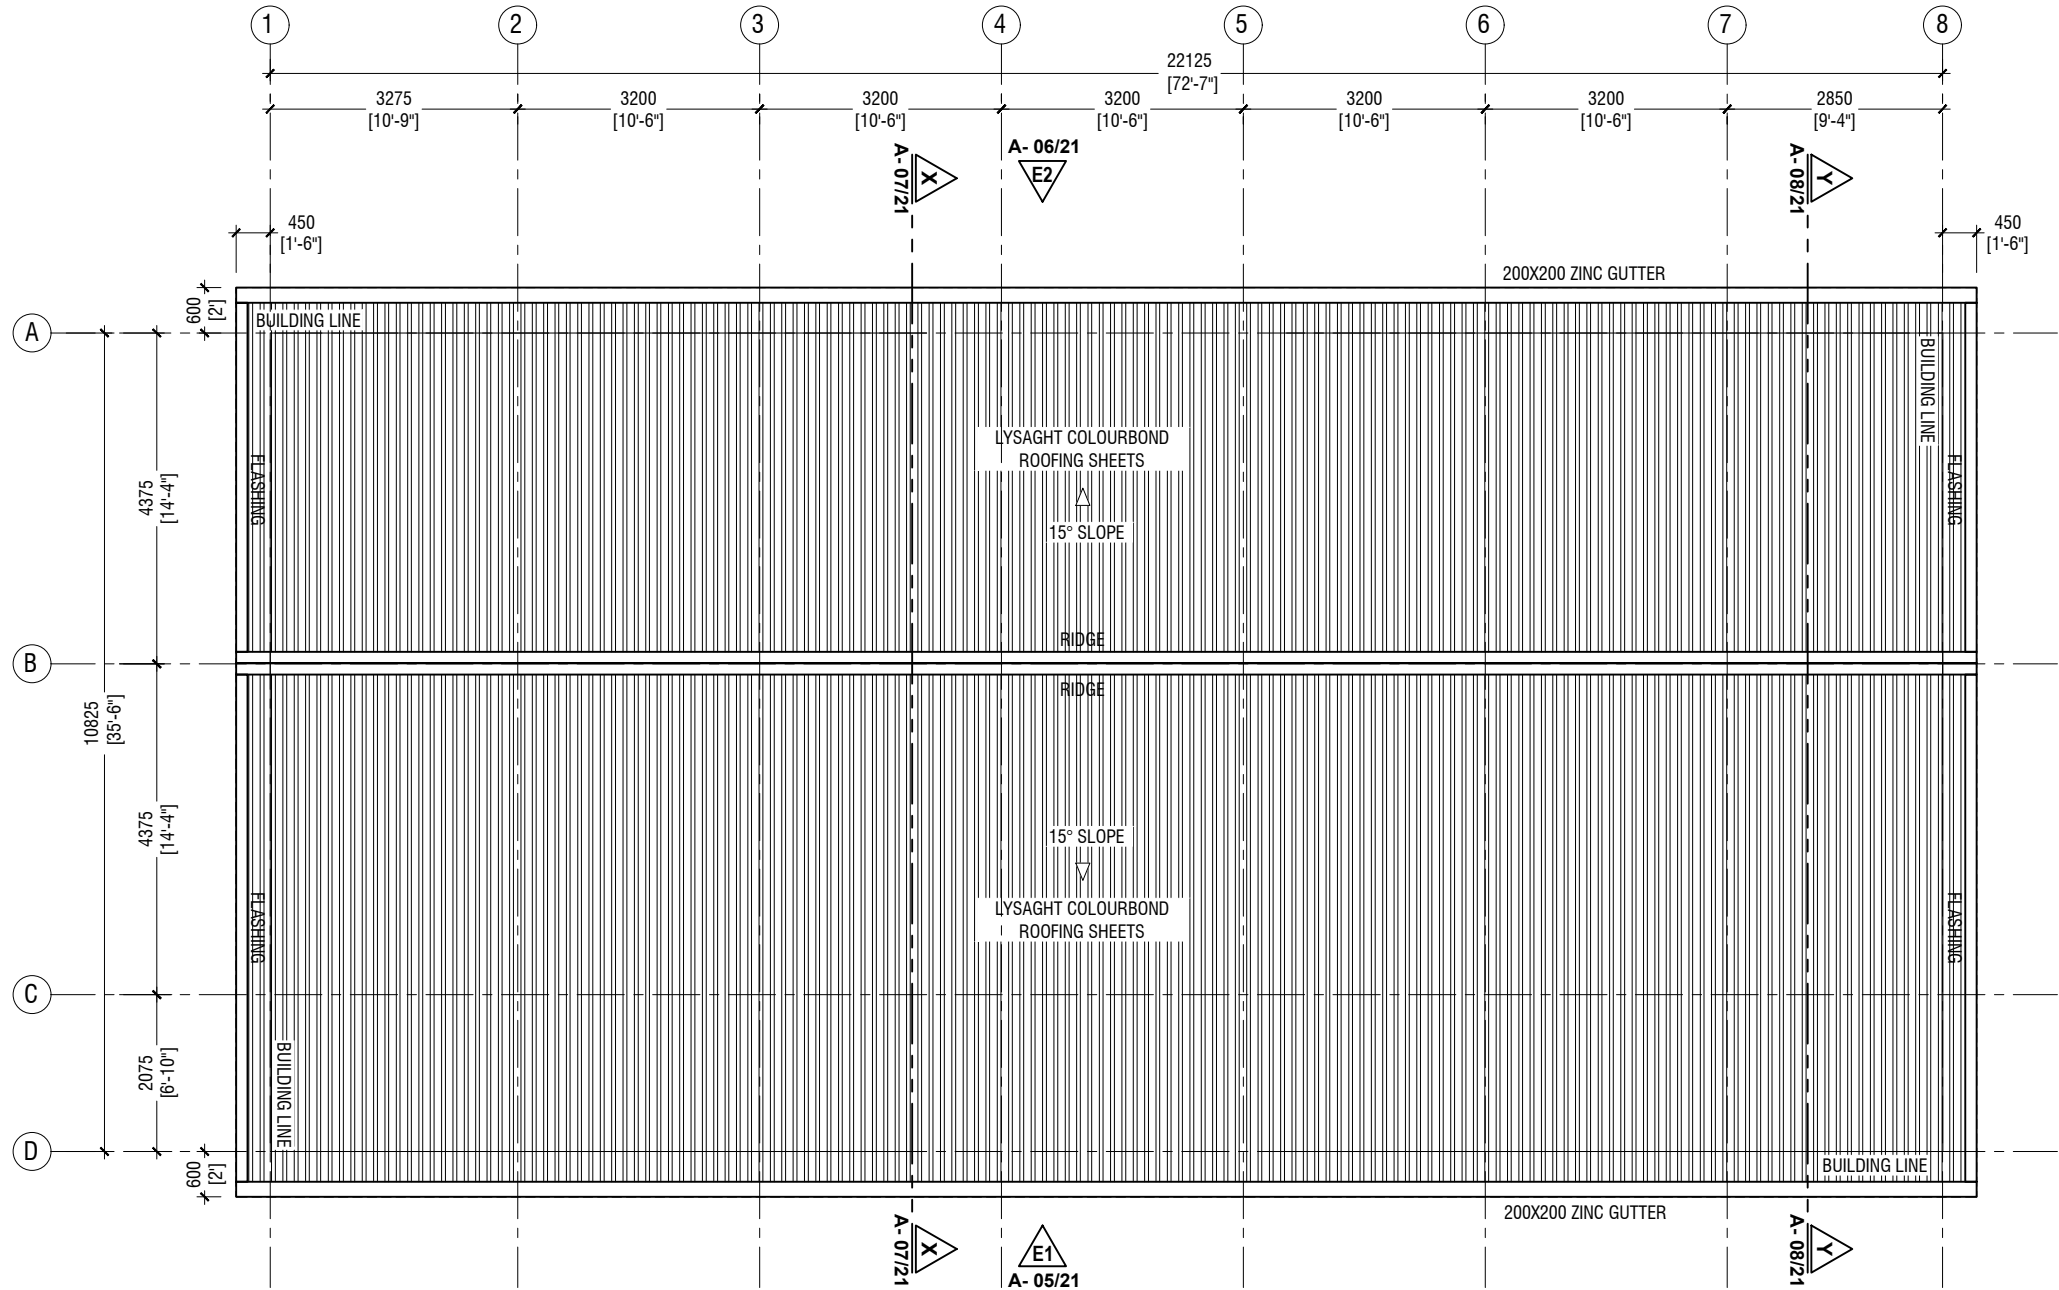 1 2 3 4 5 6 7 8
22125
[72'-7"]
3275 3200 3200 3200 3200 3200 2850
[10'-9"] [10'-6"] [10'-6"] [10'-6"] [10'-6"] [10'-6"] [9'-4"]
A- 07/21
X
A- 06/21
E2
A- 08/21
Y
450
[1'-6"]
450
[1'-6"]
200X200 ZINC GUTTER
600
[2']
BUILDING LINE
A
BUILDING LINE
4375
[14'-4"]
FLASHING
LYSAGHT COLOURBOND
ROOFING SHEETS
15° SLOPE
FLASHING
RIDGE
B
RIDGE
10825
[35'-6"]
4375
[14'-4"]
15° SLOPE
FLASHING
LYSAGHT COLOURBOND
ROOFING SHEETS
FLASHING
C
2075
[6'-10"]
BUILDING LINE
D
600
[2']
BUILDING LINE
200X200 ZINC GUTTER
A- 07/21
X
E1
A- 05/21
A- 08/21
Y